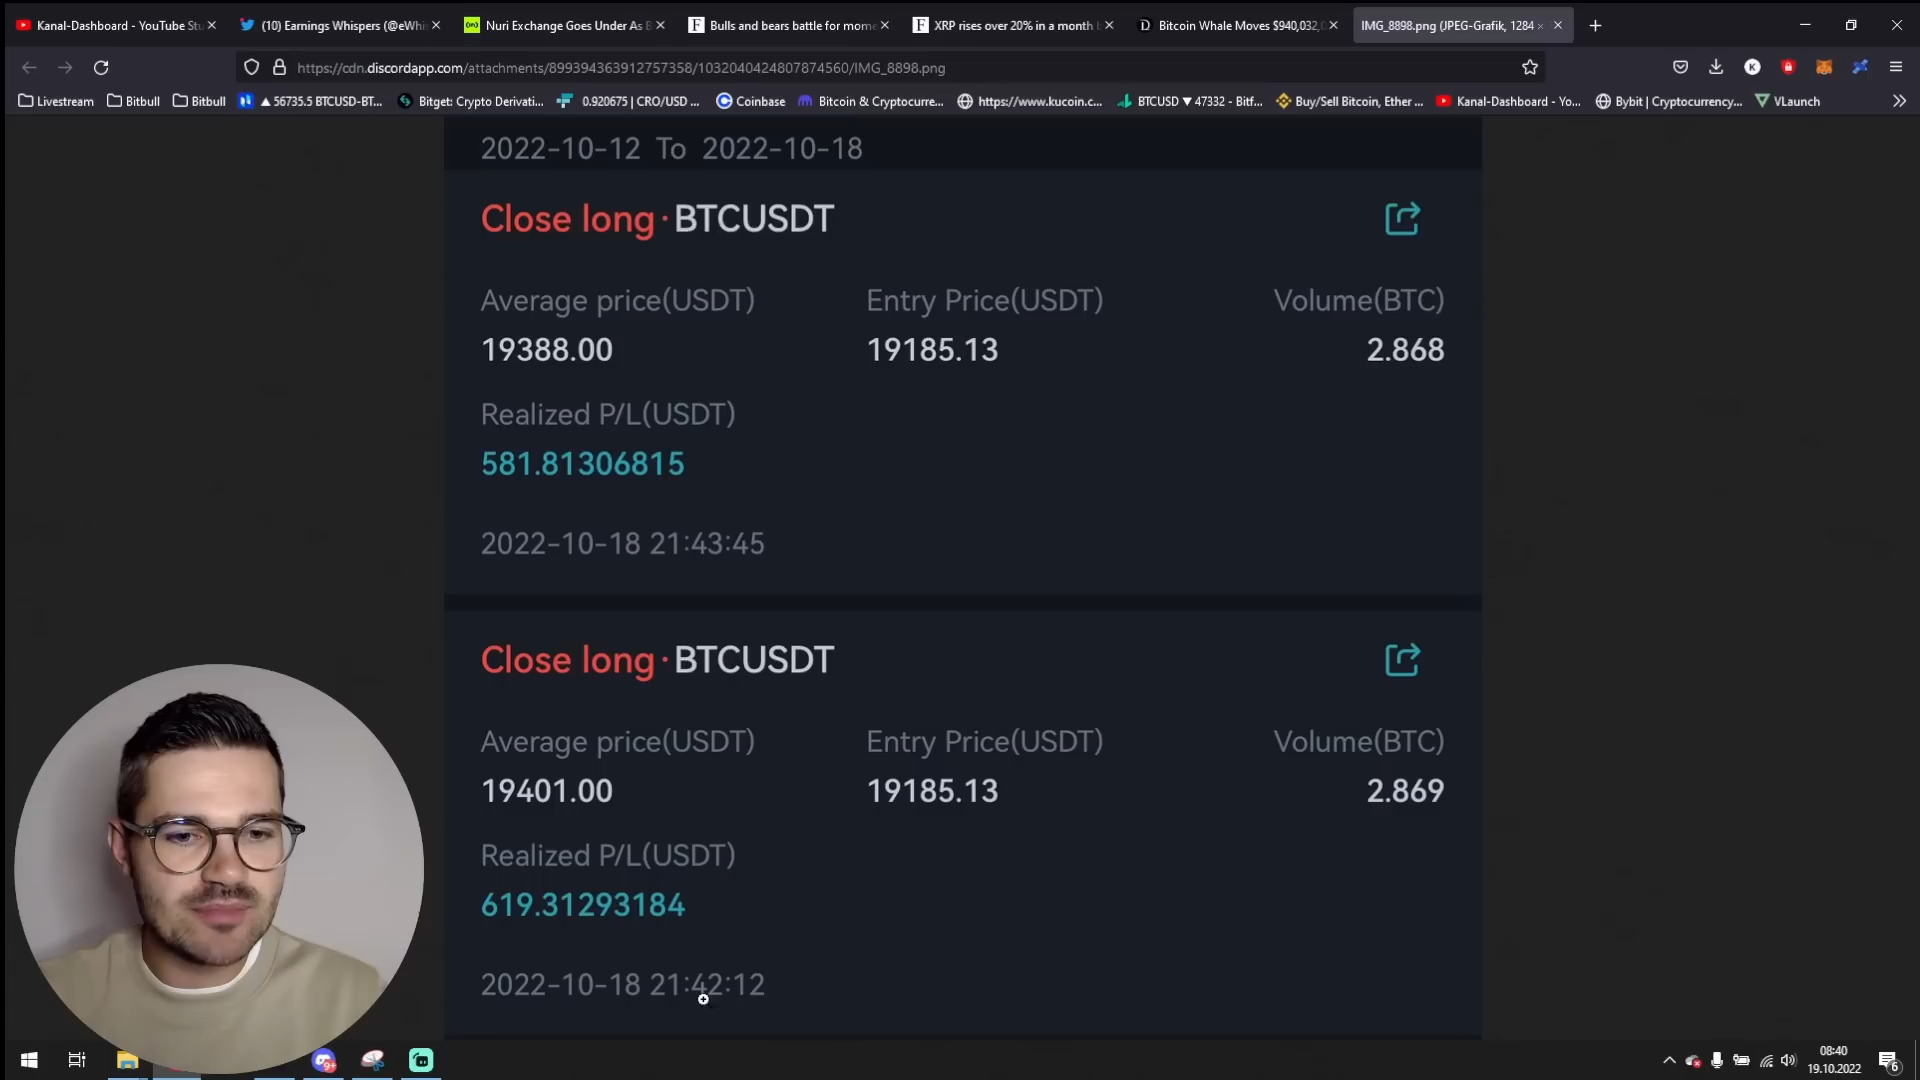 Kanal-Dashboard - YouTube Stu
(10) Earnings Whispers (@eWhis
Nuri Exchange Goes Under As B
Bulls and bears battle for mome
XRP rises over 20% in a month b
Bitcoin Whale Moves $940,032,0
IMG_8898.png (JPEG-Grafik, 1284 ×
https://cdn.discordapp.com/attachments/899394363912757358/1032040424807874560/IMG_8898.png
Livestream
Bitbull
Bitbull
▲ 56735.5 BTCUSD-BT...
Bitget: Crypto Derivati...
0.920675 | CRO/USD ...
Coinbase
Bitcoin & Cryptocurre...
https://www.kucoin.c...
BTCUSD ▼ 47332 - Bitf...
Buy/Sell Bitcoin, Ether ...
Kanal-Dashboard - Yo...
Bybit | Cryptocurrency...
VLaunch
2022-10-12 To 2022-10-18
Close long · BTCUSDT
Average price(USDT) Entry Price(USDT) Volume(BTC)
19388.00 19185.13 2.868
Realized P/L(USDT)
581.81306815
2022-10-18 21:43:45
Close long · BTCUSDT
Average price(USDT) Entry Price(USDT) Volume(BTC)
19401.00 19185.13 2.869
Realized P/L(USDT)
619.31293184
2022-10-18 21:42:12
9+
08:40
19.10.2022
6